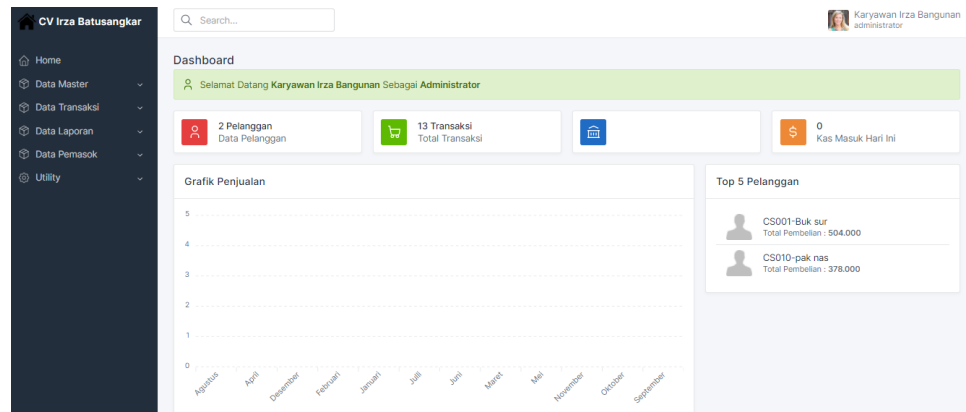 CV Irza Batusangkar
Search...
Karyawan Irza Bangunan
administrator
Home
Data Master
Data Transaksi
Data Laporan
Data Pemasok
Utility
Dashboard
Selamat Datang Karyawan Irza Bangunan Sebagai Administrator
2 Pelanggan
Data Pelanggan
13 Transaksi
Total Transaksi
0
Kas Masuk Hari Ini
Grafik Penjualan
5
4
3
2
1
0
Agustus
April
Desember
Februari
Januari
Juli
Juni
Maret
Mei
November
Oktober
September
Top 5 Pelanggan
CS001-Buk sur
Total Pembelian : 504.000
CS010-pak nas
Total Pembelian : 378.000